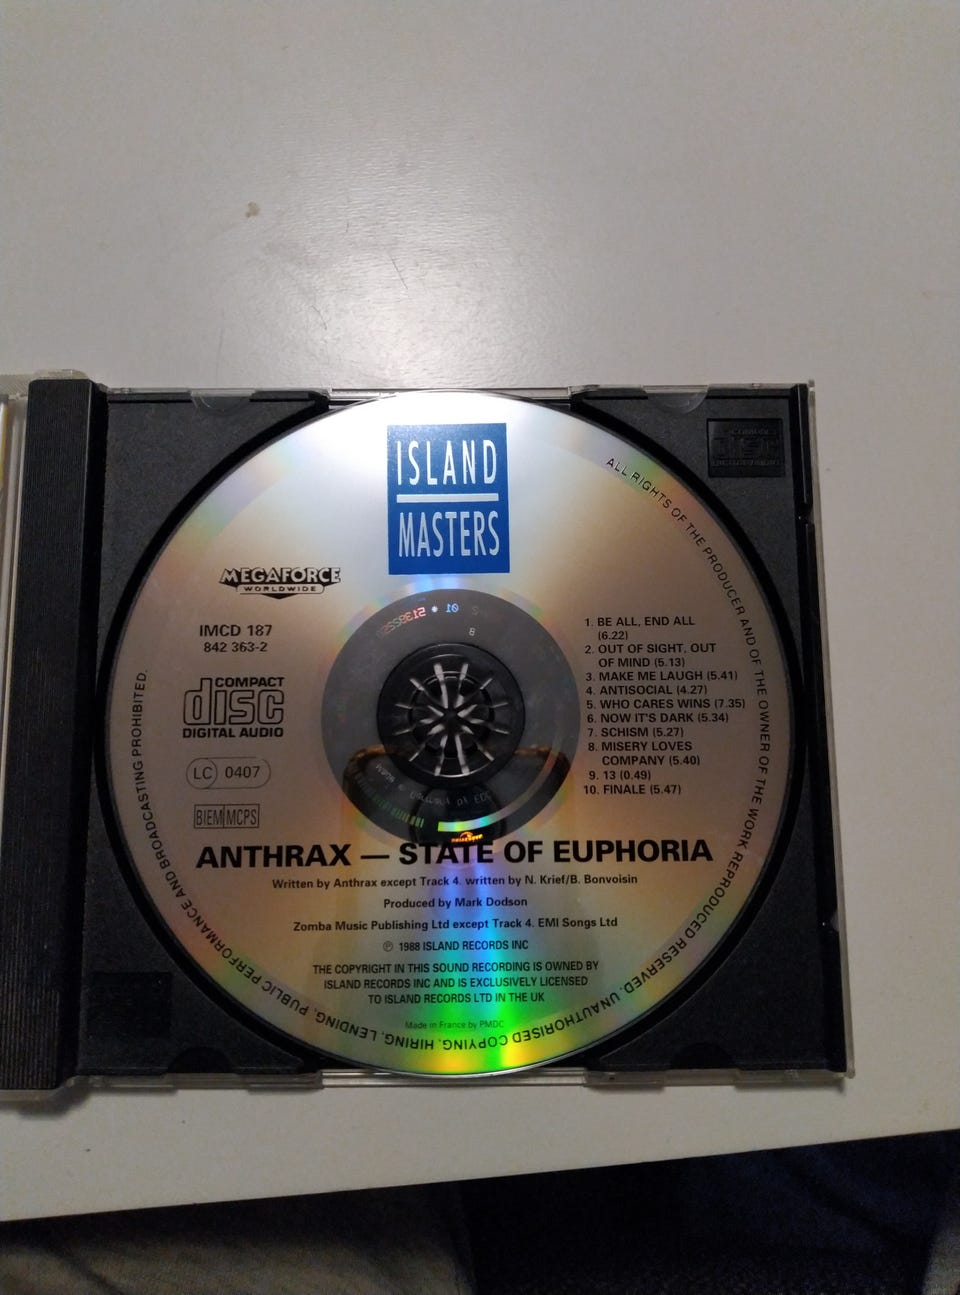 ISLAND
MASTERS
MEGAFORCE
WORLDWIDE
IMCD 187
842 363-2
COMPACT
disc
DIGITAL AUDIO
LC 0407
BIEM MCPS
1. BE ALL, END ALL
(6.22)
2. OUT OF SIGHT, OUT
OF MIND (5.13)
3. MAKE ME LAUGH (5.41)
4. ANTISOCIAL (4.27)
5. WHO CARES WINS (7.35)
6. NOW IT'S DARK (5.34)
7. SCHISM (5.27)
8. MISERY LOVES
COMPANY (5.40)
9. 13 (0.49)
10. FINALE (5.47)
ANTHRAX — STATE OF EUPHORIA
Written by Anthrax except Track 4. written by N. Krief/B. Bonvoisin
Produced by Mark Dodson
Zomba Music Publishing Ltd except Track 4. EMI Songs Ltd
℗ 1988 ISLAND RECORDS INC
THE COPYRIGHT IN THIS SOUND RECORDING IS OWNED BY
ISLAND RECORDS INC AND IS EXCLUSIVELY LICENSED
TO ISLAND RECORDS LTD IN THE UK
Made in France by PMDC
ALL RIGHTS OF THE PRODUCER AND OF THE OWNER OF THE WORK REPRODUCED RESERVED. UNAUTHORISED COPYING, HIRING, LENDING, PUBLIC PERFORMANCE AND BROADCASTING PROHIBITED.
COMPACT
disc
DIGITAL AUDIO